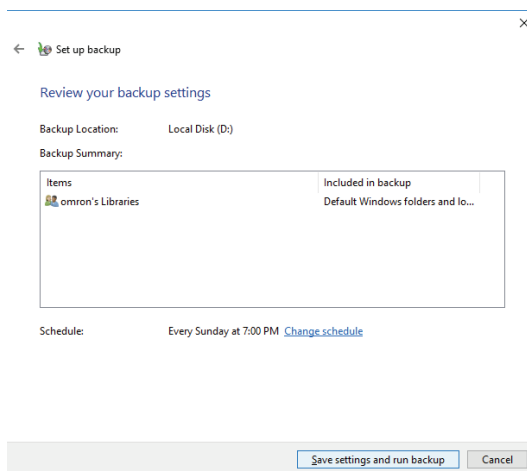 Set up backup
Review your backup settings
Backup Location: Local Disk (D:)
Backup Summary:
Items Included in backup
omron's Libraries Default Windows folders and lo...
Schedule: Every Sunday at 7:00 PM Change schedule
Save settings and run backup Cancel